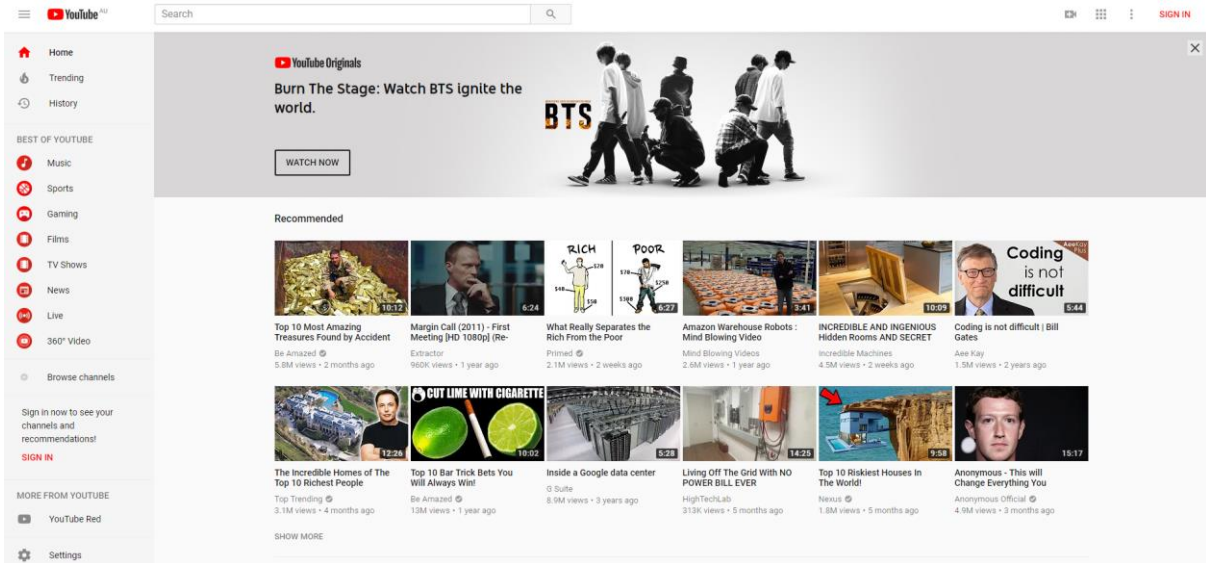 YouTube AU
Search
SIGN IN
Home
Trending
History
BEST OF YOUTUBE
Music
Sports
Gaming
Films
TV Shows
News
Live
360° Video
Browse channels
Sign in now to see your
channels and
recommendations!
SIGN IN
MORE FROM YOUTUBE
YouTube Red
Settings
YouTube Originals
Burn The Stage: Watch BTS ignite the
world.
WATCH NOW
BTS
Recommended
10:12
Top 10 Most Amazing
Treasures Found by Accident
Be Amazed
5.8M views • 2 months ago
6:24
Margin Call (2011) - First
Meeting [HD 1080p] (Re-
Extractor
960K views • 1 year ago
RICH POOR
$20
$40
$50
$70
$250
$300
6:27
What Really Separates the
Rich From the Poor
Primed
2.1M views • 2 weeks ago
3:41
Amazon Warehouse Robots :
Mind Blowing Video
Mind Blowing Videos
2.6M views • 1 year ago
10:09
INCREDIBLE AND INGENIOUS
Hidden Rooms AND SECRET
Incredible Machines
4.5M views • 2 weeks ago
AeeKay
Plus
Coding
is not
difficult
5:44
Coding is not difficult | Bill
Gates
Aee Kay
1.5M views • 2 years ago
12:26
The Incredible Homes of The
Top 10 Richest People
Top Trending
3.1M views • 4 months ago
CUT LIME WITH CIGARETTE
10:02
Top 10 Bar Trick Bets You
Will Always Win!
Be Amazed
13M views • 1 year ago
5:28
Inside a Google data center
G Suite
8.9M views • 3 years ago
14:25
Living Off The Grid With NO
POWER BILL EVER
HighTechLab
313K views • 5 months ago
9:58
Top 10 Riskiest Houses In
The World!
Nexus
1.8M views • 5 months ago
15:17
Anonymous - This will
Change Everything You
Anonymous Official
4.9M views • 3 months ago
SHOW MORE